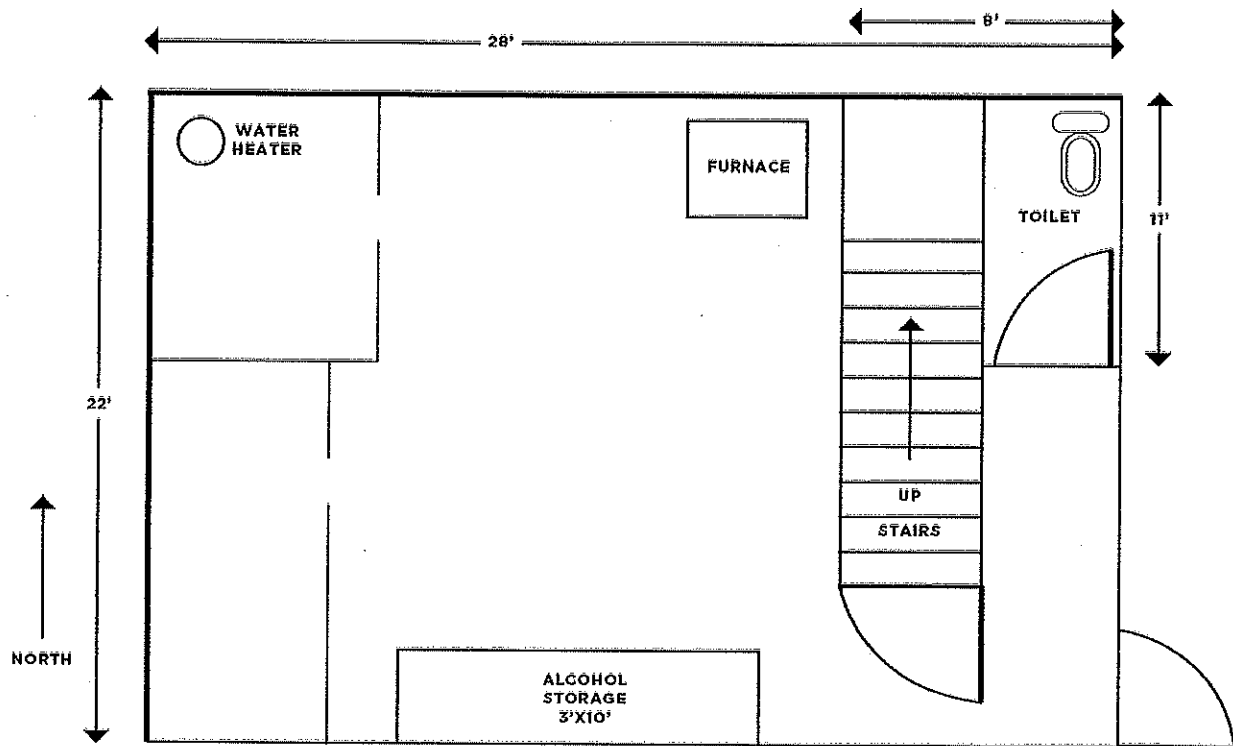 8'
28'
WATER
HEATER
FURNACE
TOILET
11'
22'
UP
STAIRS
NORTH
ALCOHOL
STORAGE
3'X10'